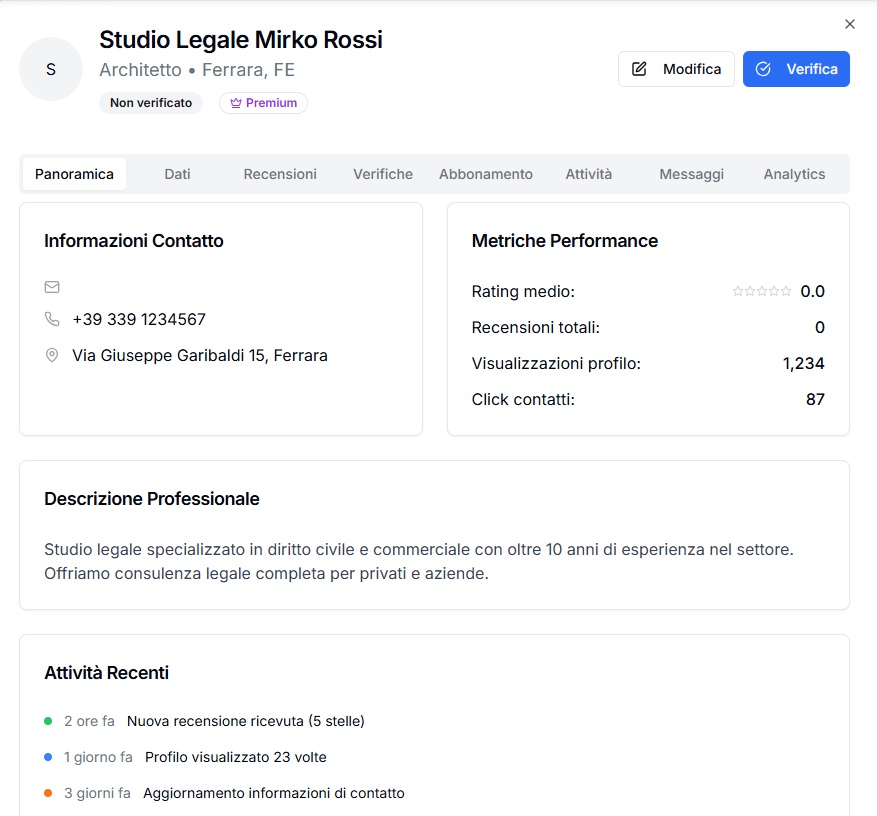 Studio Legale Mirko Rossi
S
Architetto • Ferrara, FE
Modifica
Verifica
Non verificato
Premium
Panoramica Dati Recensioni Verifiche Abbonamento Attività Messaggi Analytics
Informazioni Contatto
+39 339 1234567
Via Giuseppe Garibaldi 15, Ferrara
Metriche Performance
Rating medio: 0.0
Recensioni totali: 0
Visualizzazioni profilo: 1,234
Click contatti: 87
Descrizione Professionale
Studio legale specializzato in diritto civile e commerciale con oltre 10 anni di esperienza nel settore.
Offriamo consulenza legale completa per privati e aziende.
Attività Recenti
2 ore fa Nuova recensione ricevuta (5 stelle)
1 giorno fa Profilo visualizzato 23 volte
3 giorni fa Aggiornamento informazioni di contatto